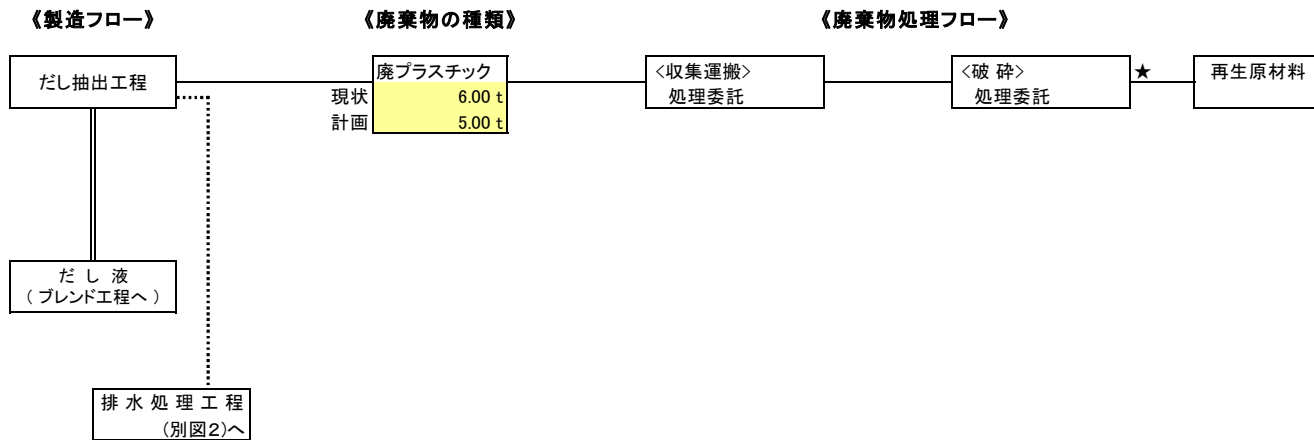 《製造フロー》
《廃棄物の種類》
《廃棄物処理フロー》
だし抽出工程
廃プラスチック
現状 6.00 t
計画 5.00 t
<収集運搬>
処理委託
<破 砕>
処理委託
★
再生原材料
だ し 液
( ブレンド工程へ )
排 水 処 理 工 程
(別図2)へ